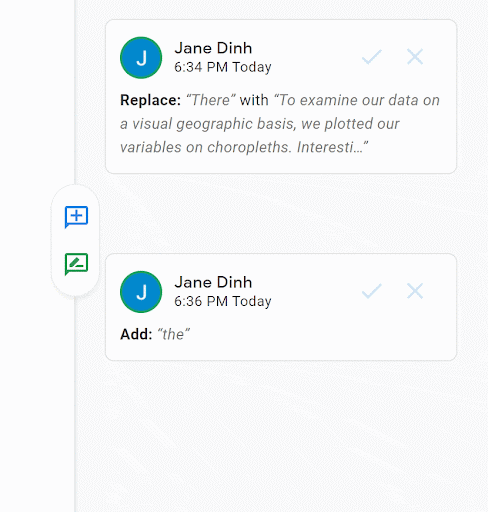 J
Jane Dinh
6:34 PM Today
Replace: “There” with “To examine our data on
a visual geographic basis, we plotted our
variables on choropleths. Interesti…”
J
Jane Dinh
6:36 PM Today
Add: “the”